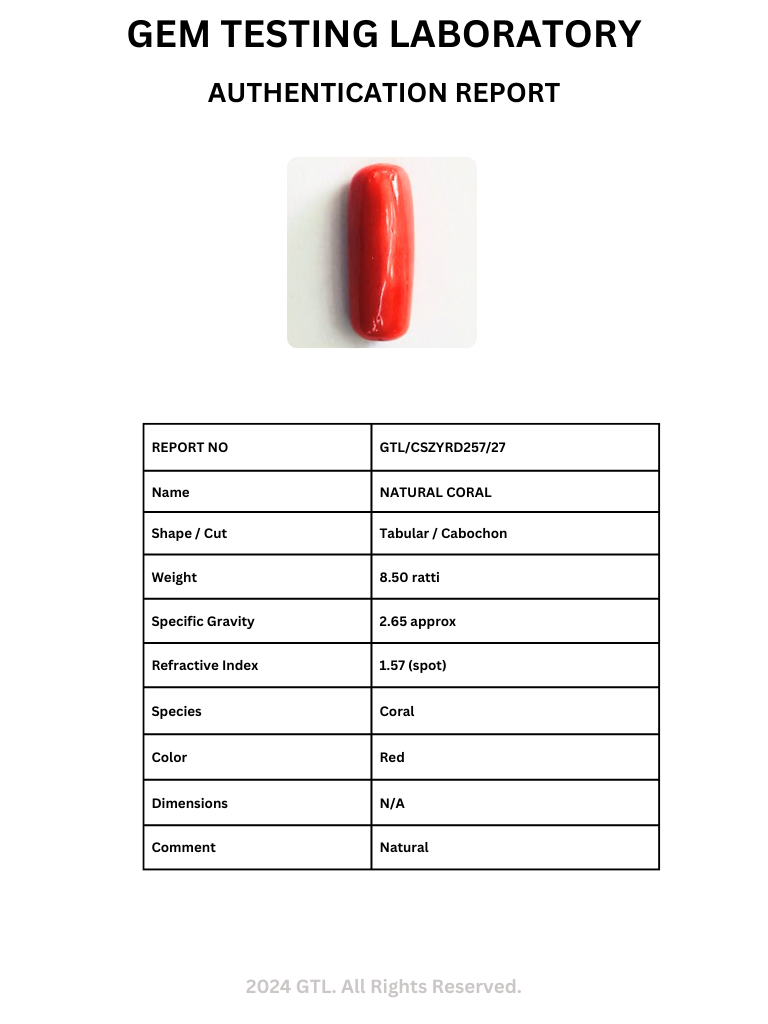 GEM TESTING LABORATORY
AUTHENTICATION REPORT
REPORT NO GTL/CSZYRD257/27
Name NATURAL CORAL
Shape / Cut Tabular / Cabochon
Weight 8.50 ratti
Specific Gravity 2.65 approx
Refractive Index 1.57 (spot)
Species Coral
Color Red
Dimensions N/A
Comment Natural
2024 GTL. All Rights Reserved.